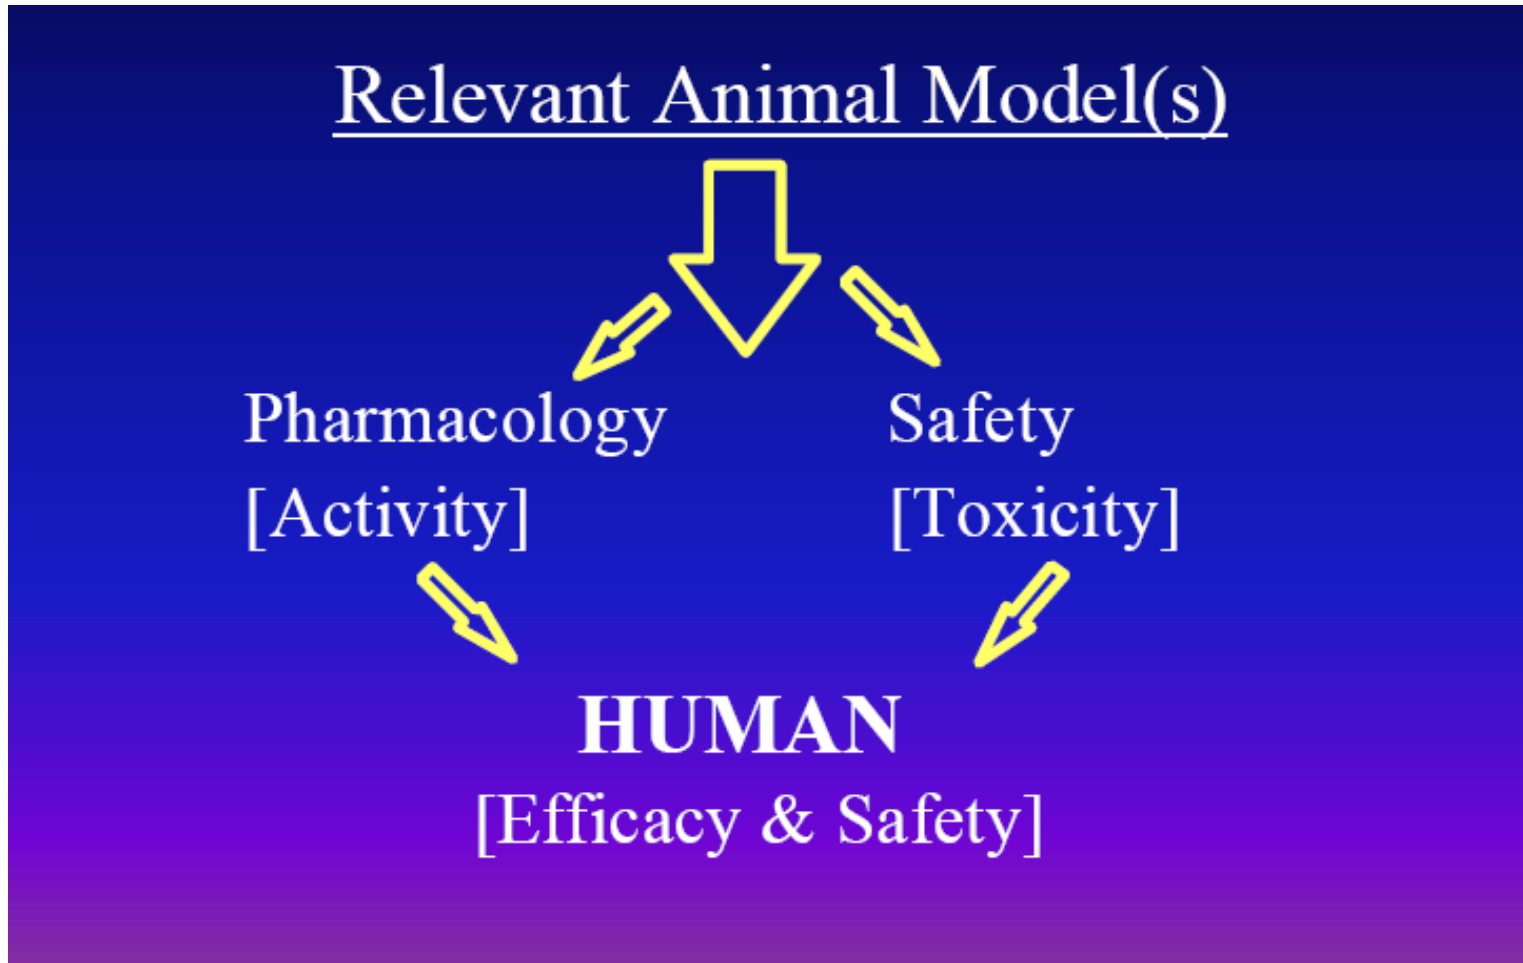 Relevant Animal Model(s)
Pharmacology
[Activity]
Safety
[Toxicity]
HUMAN
[Efficacy & Safety]